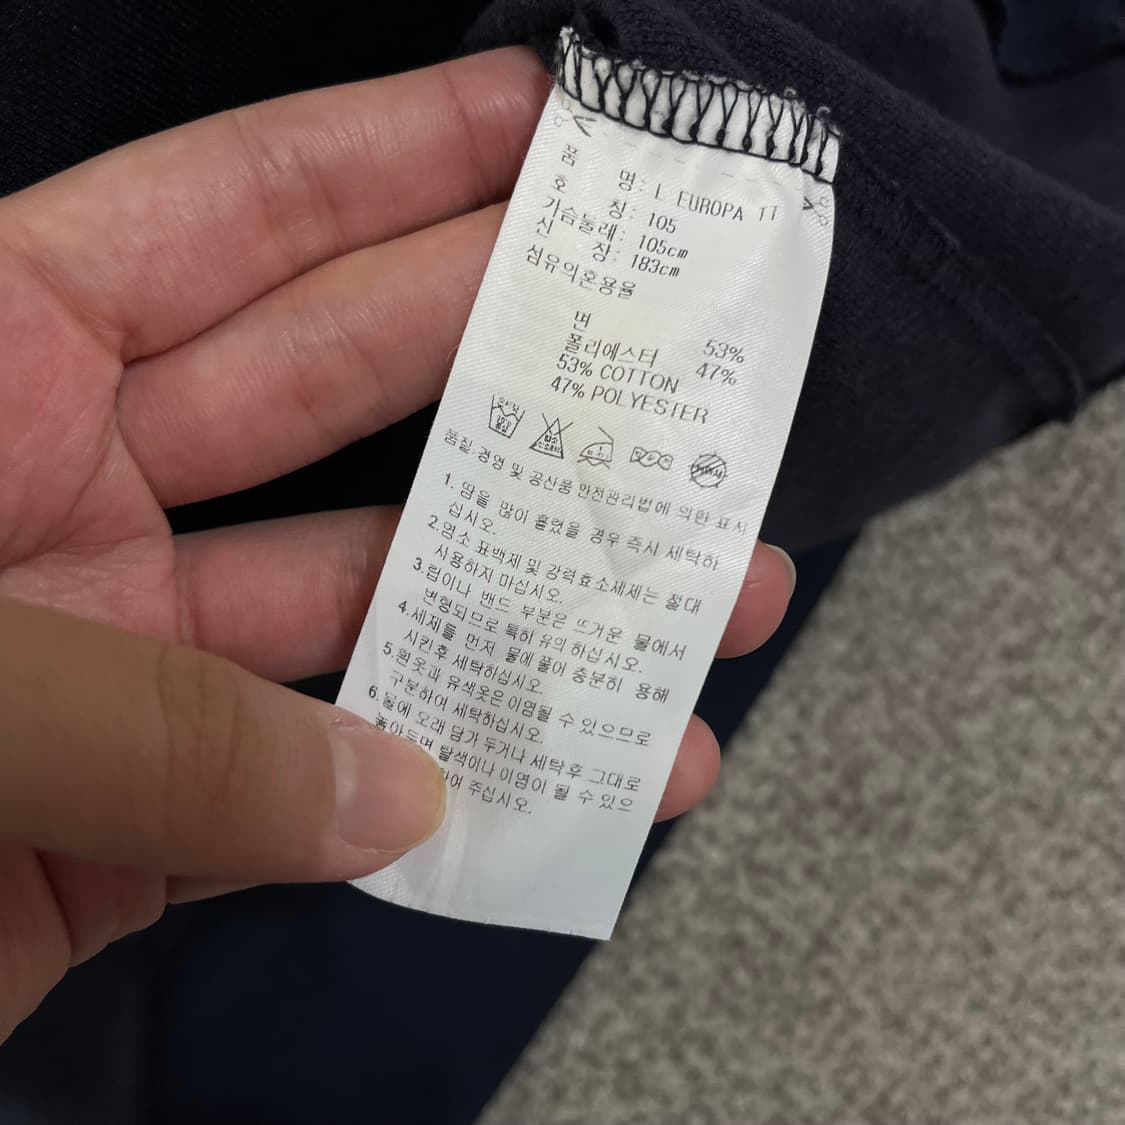 품 명: L EUROPA TT
호 칭: 105
가슴둘레: 105cm
신 장: 183cm
섬유의혼용율
면 53%
폴리에스터 47%
53% COTTON
47% POLYESTER
품질경영 및 공산품 안전관리법에 의한 표시
1. 땀을 많이 흘렸을 경우 즉시 세탁하
십시오.
2.염소 표백제 및 강력효소세제는 절대
사용하지 마십시오.
3.립이나 밴드 부분은 뜨거운 물에서
변형되므로 특히 유의 하십시오.
4.세제를 먼저 물에 풀어 충분히 용해
시킨후 세탁하십시오.
5.흰옷과 유색옷은 이염될 수 있으므로
구분하여 세탁하십시오.
6.물에 오래 담가 두거나 세탁후 그대로
탈색이나 이염이 될 수 있으
하여 주십시오.